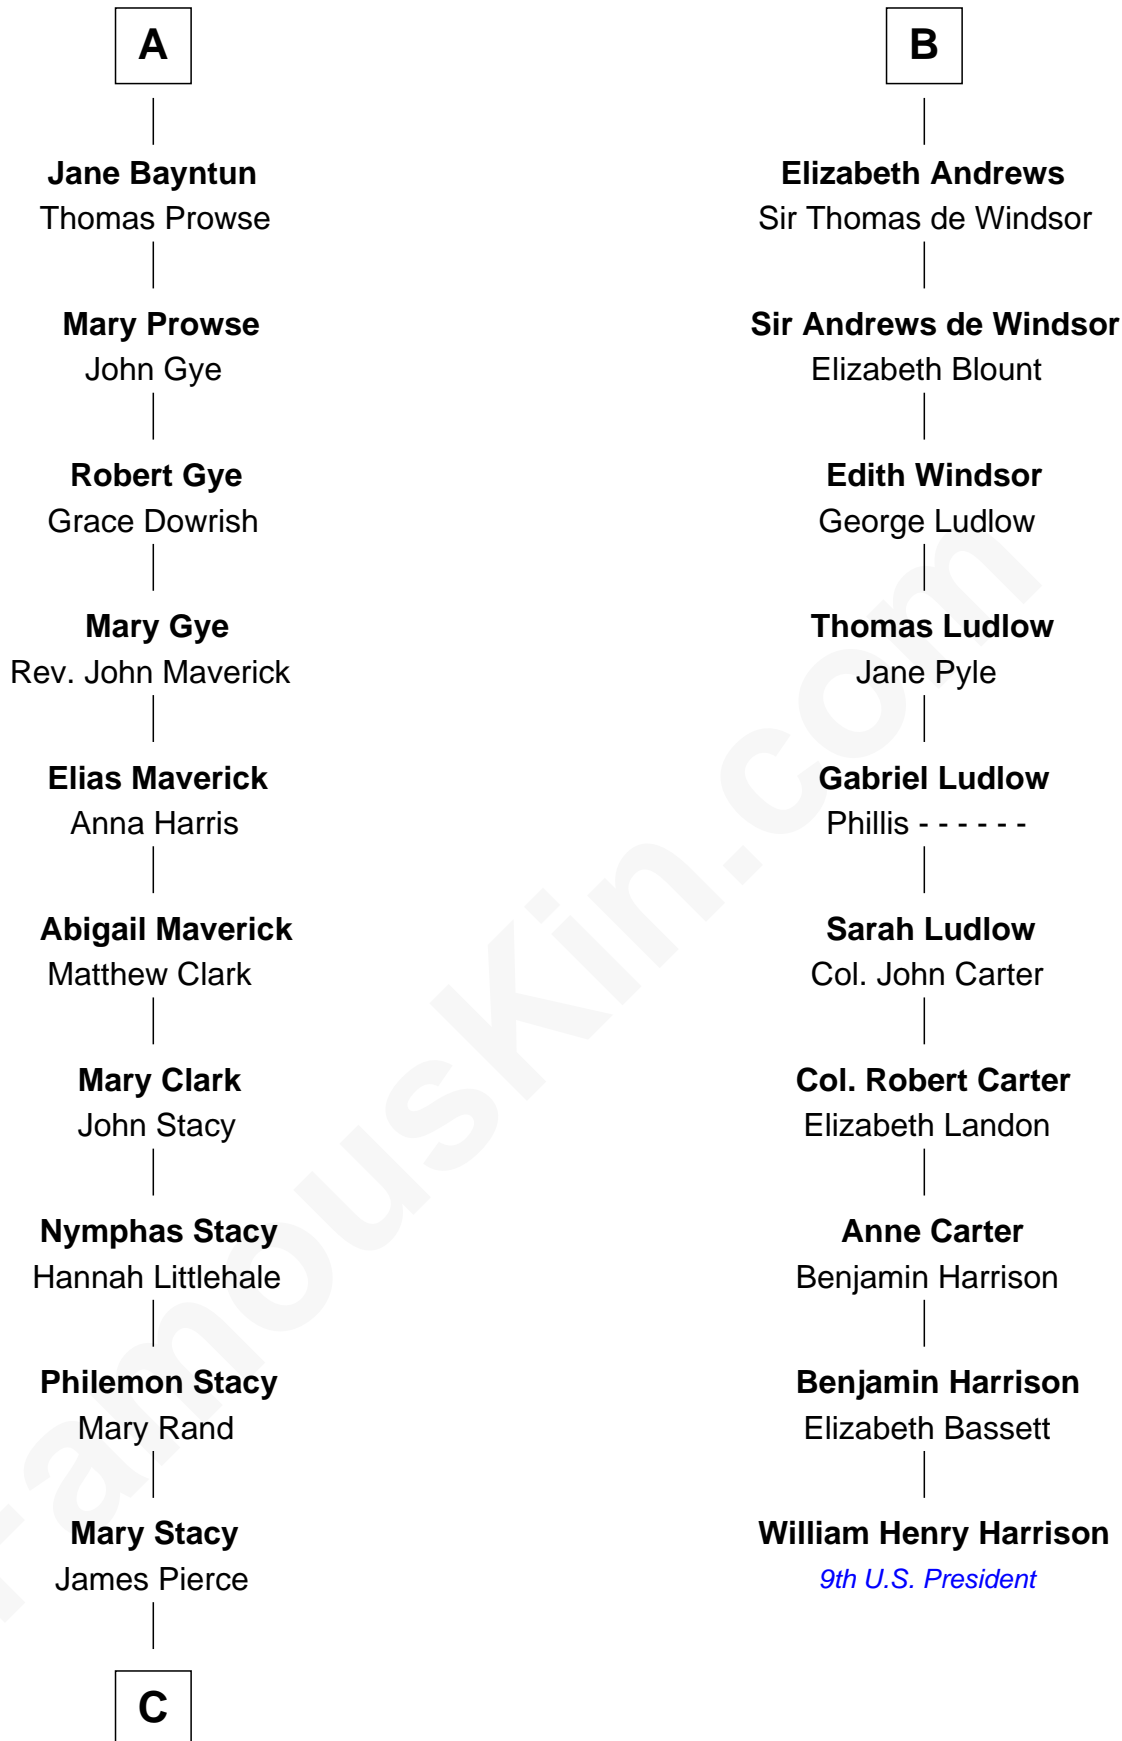 A
Jane Bayntun
Thomas Prowse
Mary Prowse
John Gye
Robert Gye
Grace Dowrish
Mary Gye
Rev. John Maverick
Elias Maverick
Anna Harris
Abigail Maverick
Matthew Clark
Mary Clark
John Stacy
Nymphas Stacy
Hannah Littlehale
Philemon Stacy
Mary Rand
Mary Stacy
James Pierce
C
B
Elizabeth Andrews
Sir Thomas de Windsor
Sir Andrews de Windsor
Elizabeth Blount
Edith Windsor
George Ludlow
Thomas Ludlow
Jane Pyle
Gabriel Ludlow
Phillis - - - - - -
Sarah Ludlow
Col. John Carter
Col. Robert Carter
Elizabeth Landon
Anne Carter
Benjamin Harrison
Benjamin Harrison
Elizabeth Bassett
William Henry Harrison
9th U.S. President
FamousKin.com